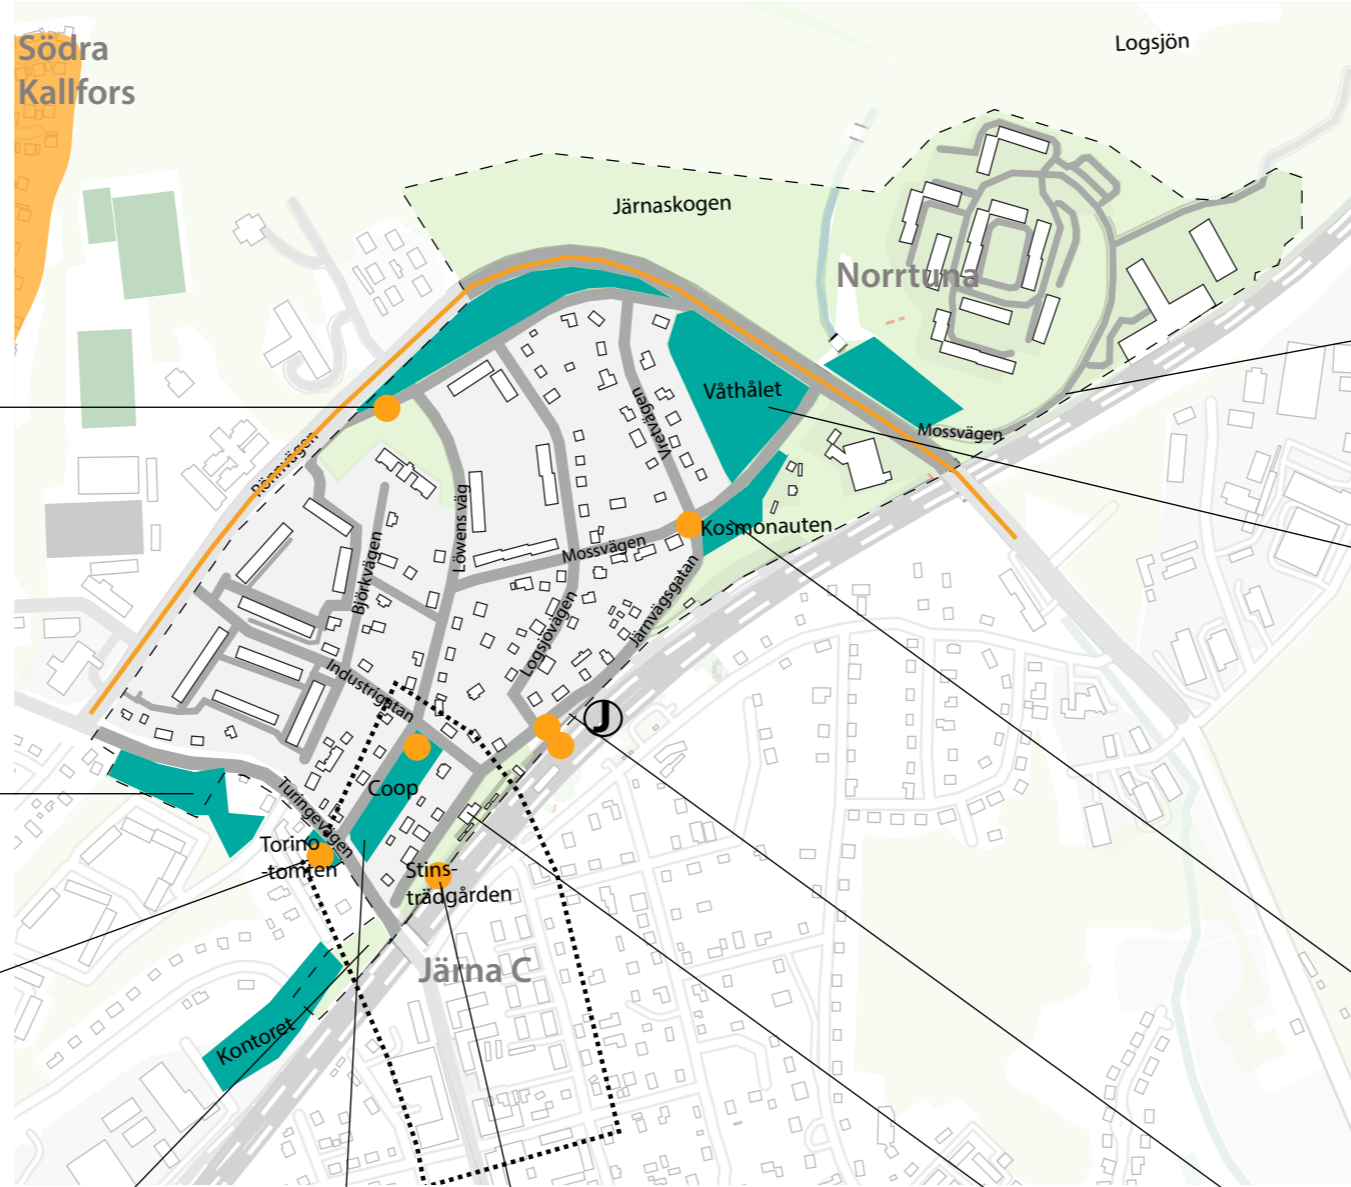 Södra
Kallfors
Logsjön
Järnaskogen
Norrtuna
Våthålet
Mossvägen
Rönnvägen
Vretvägen
Kosmonauten
Löwens väg
Mossvägen
Björkvägen
Järnvägsgatan
Logsjövägen
Industrigatan
J
Coop
Turingevägen
Torino
-tomten
Stins-
trädgården
Järna C
Kontoret